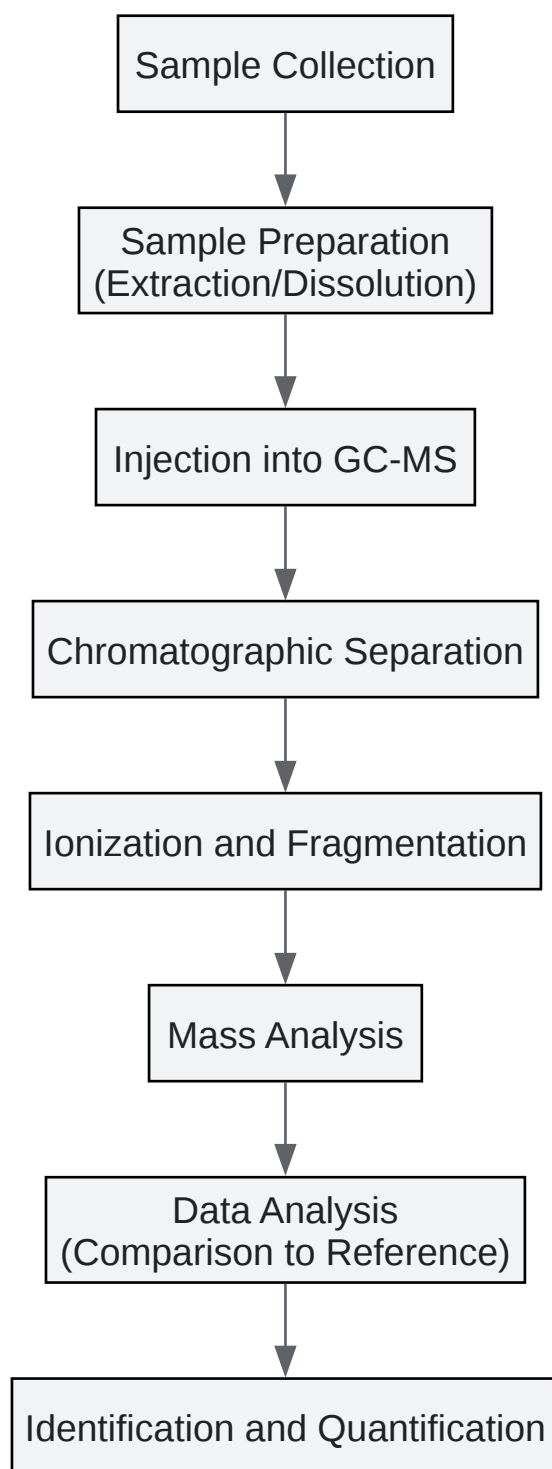 Sample Collection
Sample Preparation
(Extraction/Dissolution)
Injection into GC-MS
Chromatographic Separation
Ionization and Fragmentation
Mass Analysis
Data Analysis
(Comparison to Reference)
Identification and Quantification